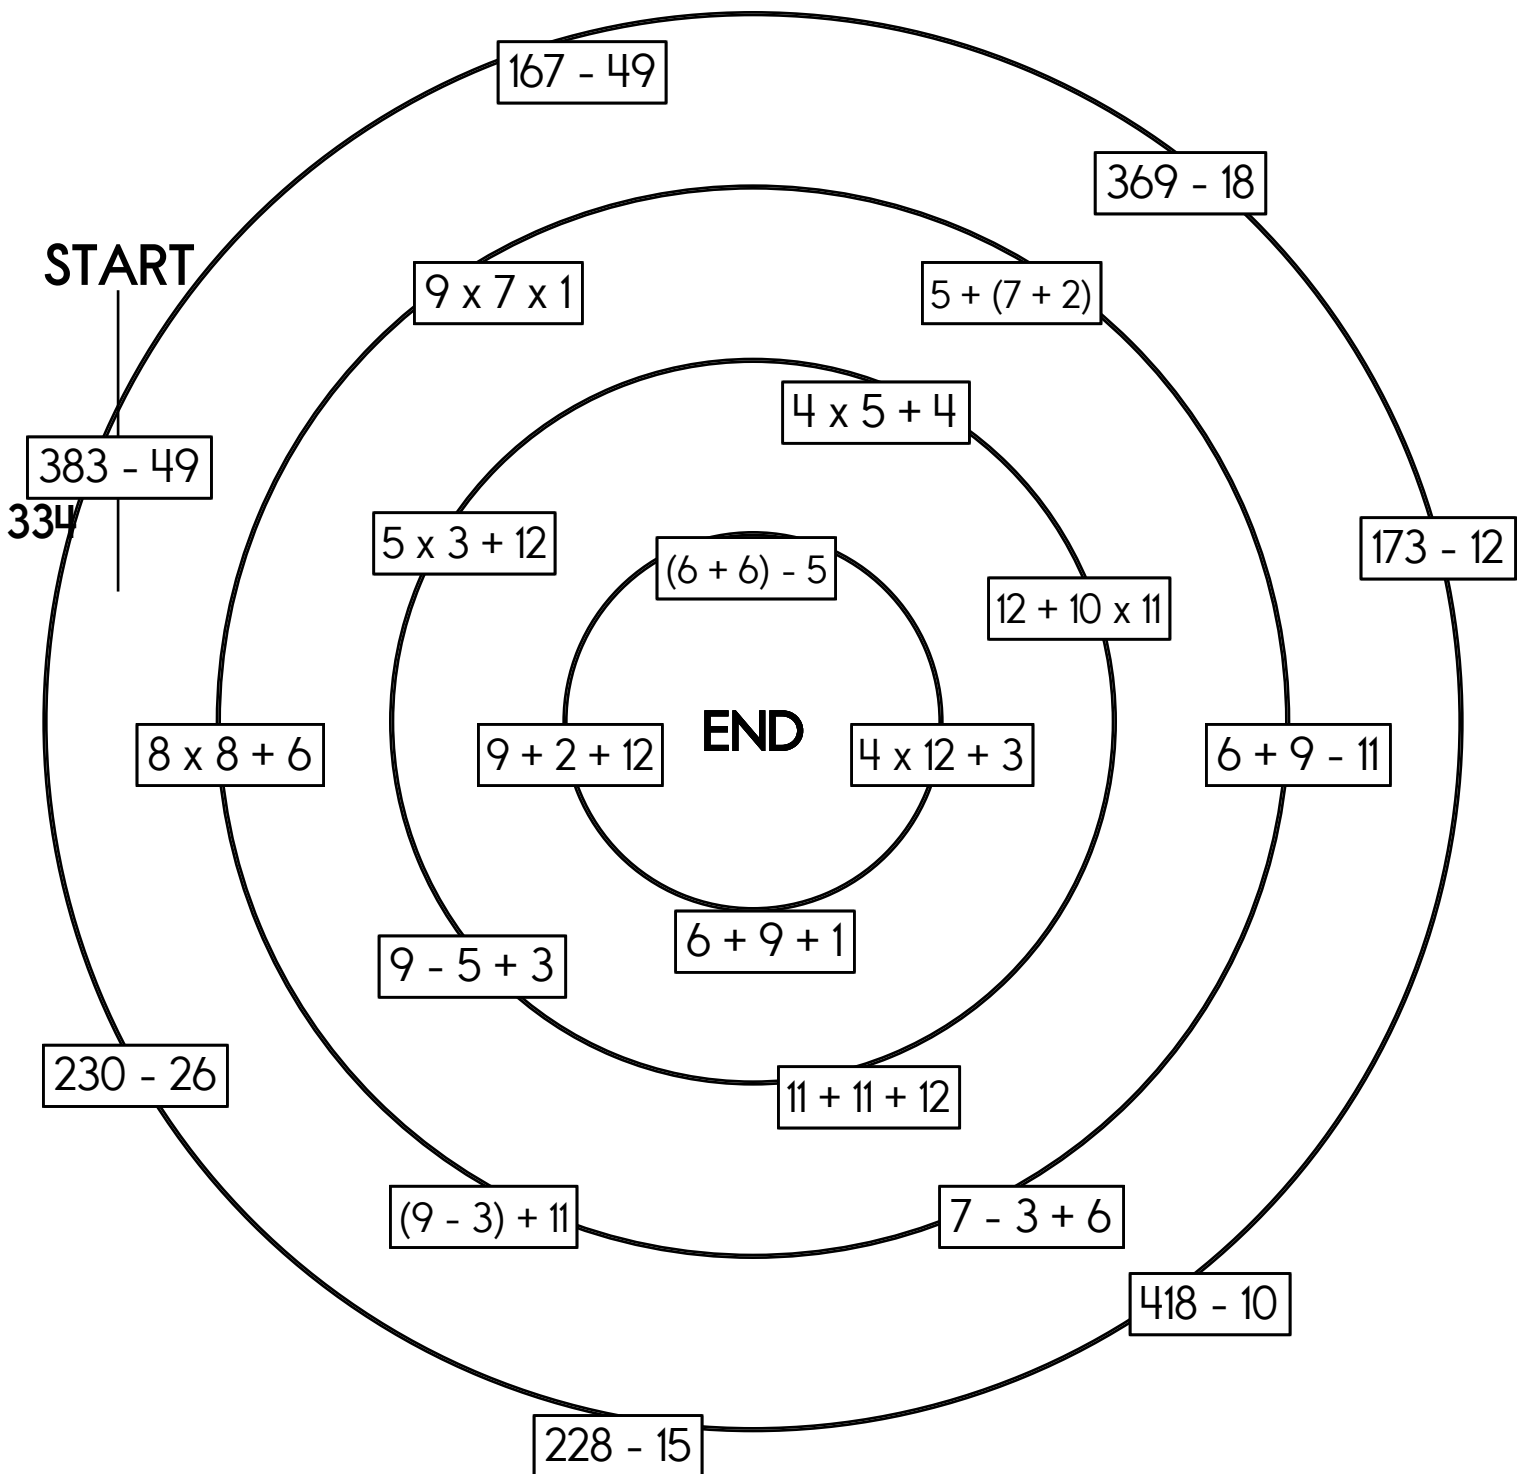 167 - 49
369 - 18
START
9 x 7 x 1
5 + (7 + 2)
4 x 5 + 4
383 - 49
334
5 x 3 + 12
173 - 12
(6 + 6) - 5
12 + 10 x 11
END
8 x 8 + 6
9 + 2 + 12
4 x 12 + 3
6 + 9 - 11
6 + 9 + 1
9 - 5 + 3
230 - 26
11 + 11 + 12
(9 - 3) + 11
7 - 3 + 6
418 - 10
228 - 15